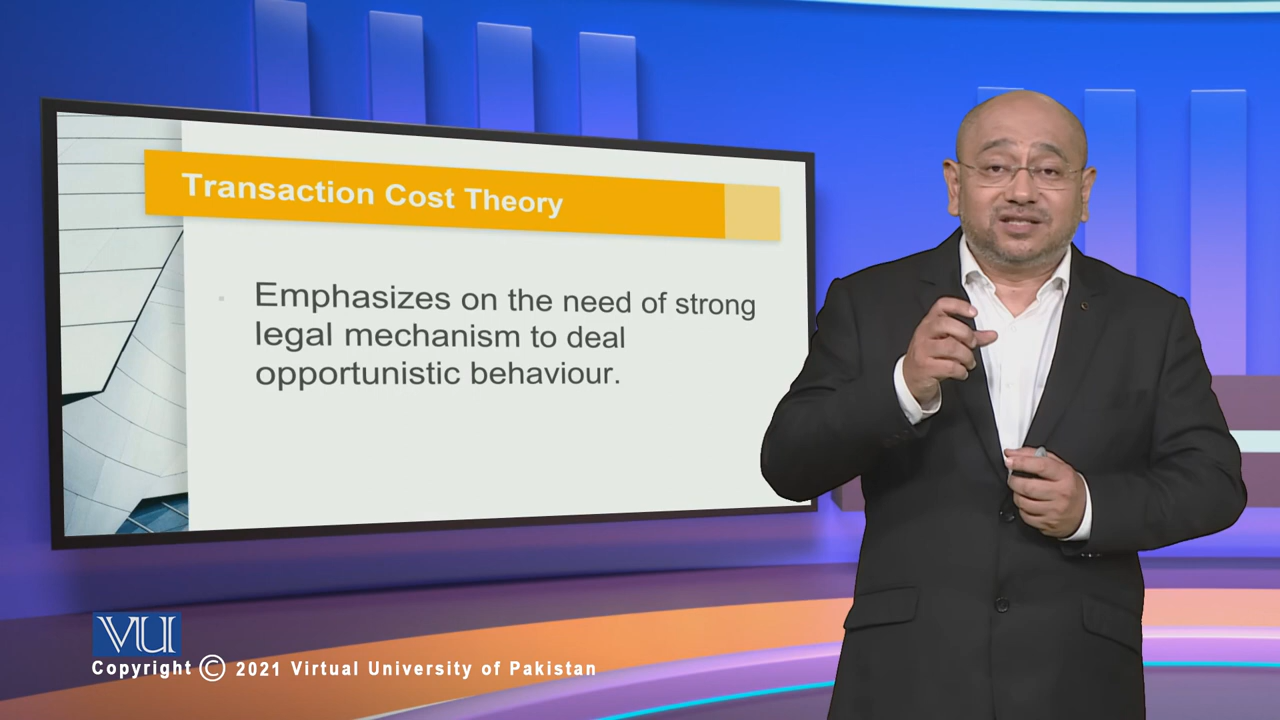 Transaction Cost Theory
Emphasizes on the need of strong
legal mechanism to deal
opportunistic behaviour.
VU
Copyright © 2021 Virtual University of Pakistan